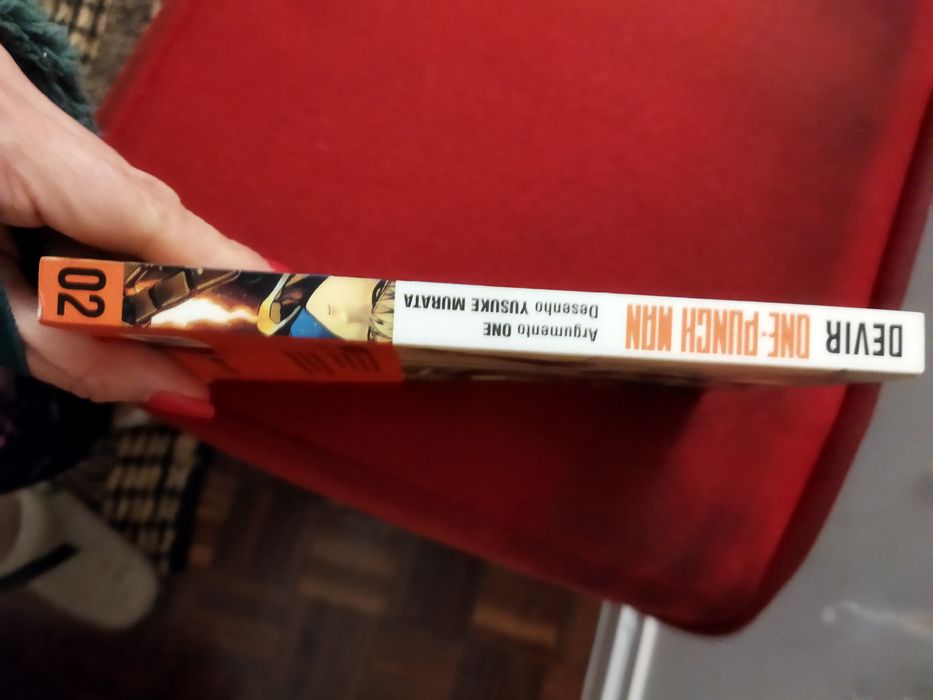 DEVIR
ONE-PUNCH MAN
Argumento ONE
Desenho YUSUKE MURATA
02